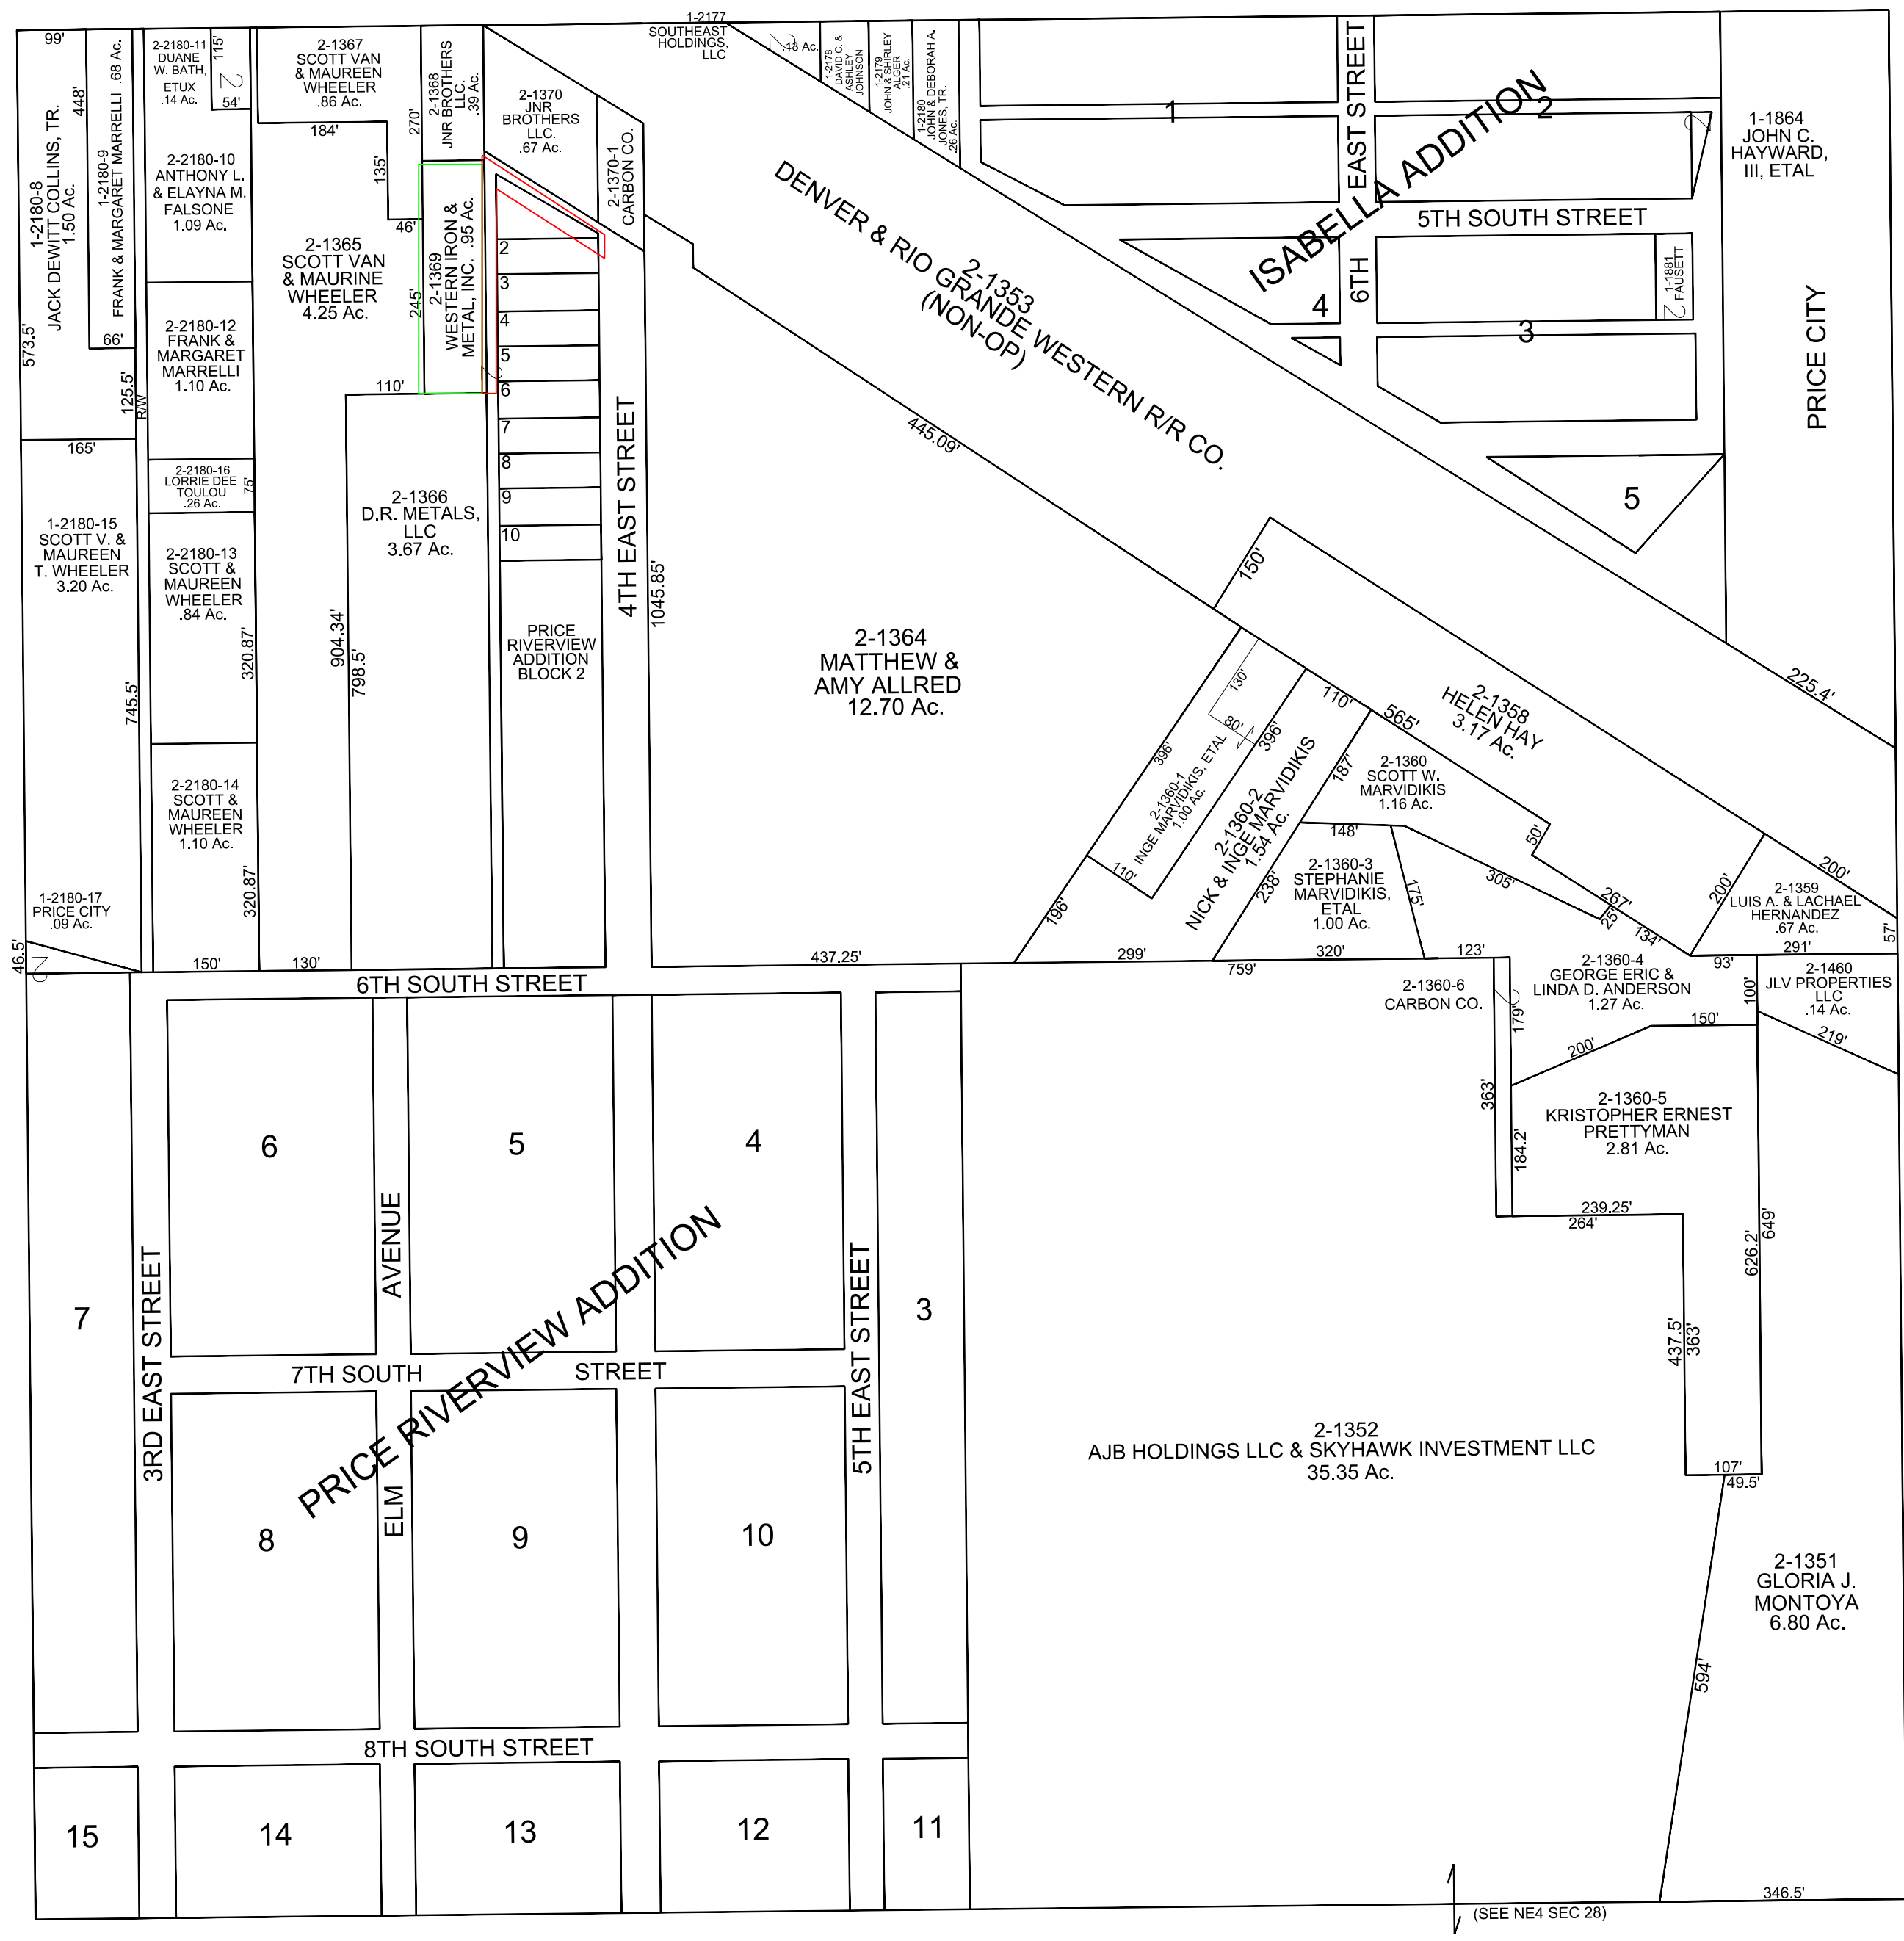 99'
448'
1-2180-8
JACK DEWITT COLLINS, TR.
1.50 Ac.
573.5'
1-2180-9
FRANK & MARGARET MARRELLI .68 Ac.
66'
125.5'
R/W
165'
2-2180-11
DUANE
W. BATH,
ETUX
.14 Ac.
115'
2
54'
2-2180-10
ANTHONY L.
& ELAYNA M.
FALSONE
1.09 Ac.
2-2180-12
FRANK &
MARGARET
MARRELLI
1.10 Ac.
2-2180-16
LORRIE DEE
TOULOU
.26 Ac.
75'
2-2180-13
SCOTT &
MAUREEN
WHEELER
.84 Ac.
320.87'
2-2180-14
SCOTT &
MAUREEN
WHEELER
1.10 Ac.
320.87'
150'
1-2180-15
SCOTT V. &
MAUREEN
T. WHEELER
3.20 Ac.
745.5'
1-2180-17
PRICE CITY
.09 Ac.
46.5'
2
2-1367
SCOTT VAN
& MAUREEN
WHEELER
.86 Ac.
184'
135'
46'
270'
2-1368
JNR BROTHERS
LLC.
.39 Ac.
2-1365
SCOTT VAN
& MAURINE
WHEELER
4.25 Ac.
245'
2-1369
WESTERN IRON &
METAL, INC. .95 Ac.
2
110'
2-1366
D.R. METALS,
LLC
3.67 Ac.
904.34'
798.5'
130'
2-1370
JNR
BROTHERS
LLC.
.67 Ac.
2-1370-1
CARBON CO.
2
3
4
5
6
7
8
9
10
PRICE
RIVERVIEW
ADDITION
BLOCK 2
4TH EAST STREET
1045.85'
1-2177
SOUTHEAST
HOLDINGS,
LLC
2
.13 Ac.
1-2178
DAVID C. &
ASHLEY
JOHNSON
1-2179
JOHN & SHIRLEY
ALGER
.21 Ac.
1-2180
JOHN & DEBORAH A.
JONES, TR.
.26 Ac.
2-1353
DENVER & RIO GRANDE WESTERN R/R CO.
(NON-OP)
445.09'
1
2
2
6TH EAST STREET
ISABELLA ADDITION
5TH SOUTH STREET
4
3
1-1881
FAUSETT
2
5
1-1864
JOHN C.
HAYWARD,
III, ETAL
PRICE CITY
225.4'
2-1364
MATTHEW &
AMY ALLRED
12.70 Ac.
437.25'
150'
2-1358
HELEN HAY
3.17 Ac.
565'
110'
130'
80'
396'
396'
2-1360-1
INGE MARVIDIKIS, ETAL
1.00 Ac.
110'
196'
2-1360-2
NICK & INGE MARVIDIKIS
1.54 Ac.
187'
238'
299'
2-1360
SCOTT W.
MARVIDIKIS
1.16 Ac.
148'
50'
305'
267'
25'
134'
2-1360-3
STEPHANIE
MARVIDIKIS,
ETAL
1.00 Ac.
175'
320'
759'
123'
200'
200'
2-1359
LUIS A. & LACHAEL
HERNANDEZ
.67 Ac.
57'
291'
93'
2-1360-4
GEORGE ERIC &
LINDA D. ANDERSON
1.27 Ac.
100'
150'
200'
179'
2
2-1360-6
CARBON CO.
2-1460
JLV PROPERTIES
LLC
.14 Ac.
219'
2-1360-5
KRISTOPHER ERNEST
PRETTYMAN
2.81 Ac.
363'
184.2'
239.25'
264'
626.2'
649'
437.5'
363'
107'
49.5'
6TH SOUTH STREET
6
5
4
7
3RD EAST STREET
ELM AVENUE
PRICE RIVERVIEW ADDITION
5TH EAST STREET
3
7TH SOUTH STREET
8
9
10
8TH SOUTH STREET
15
14
13
12
11
2-1352
AJB HOLDINGS LLC & SKYHAWK INVESTMENT LLC
35.35 Ac.
2-1351
GLORIA J.
MONTOYA
6.80 Ac.
594'
346.5'
(SEE NE4 SEC 28)